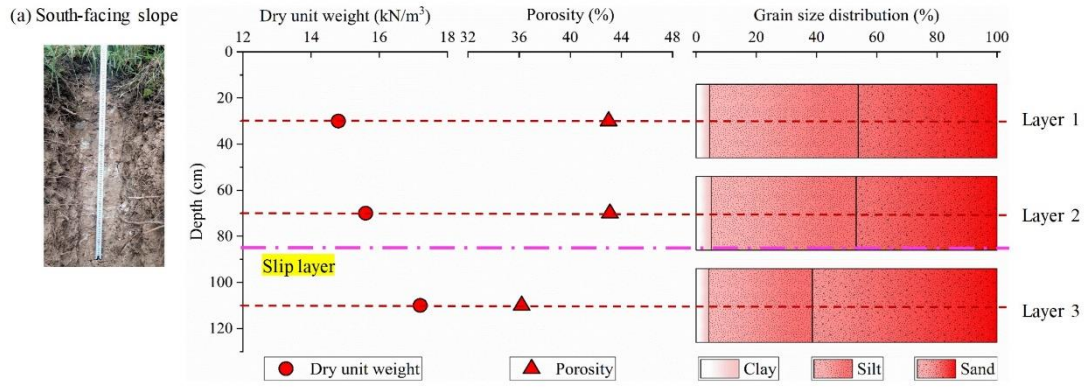 (a) South-facing slope
Dry unit weight (kN/m³)
Porosity (%)
Grain size distribution (%)
12 14 16 18
32 36 40 44 48
0 20 40 60 80 100
Depth (cm)
0
20
40
60
80
100
120
Layer 1
Layer 2
Slip layer
Layer 3
Dry unit weight
Porosity
Clay
Silt
Sand